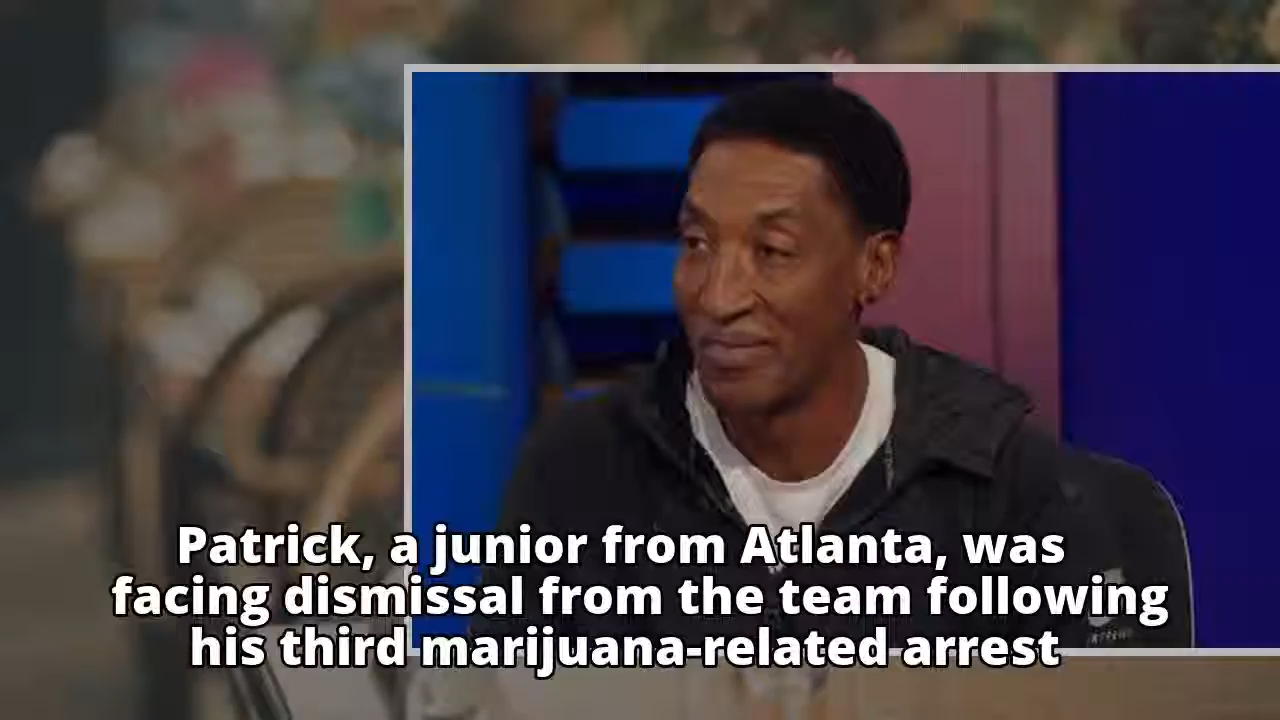 Patrick, a junior from Atlanta, was
facing dismissal from the team following
his third marijuana-related arrest